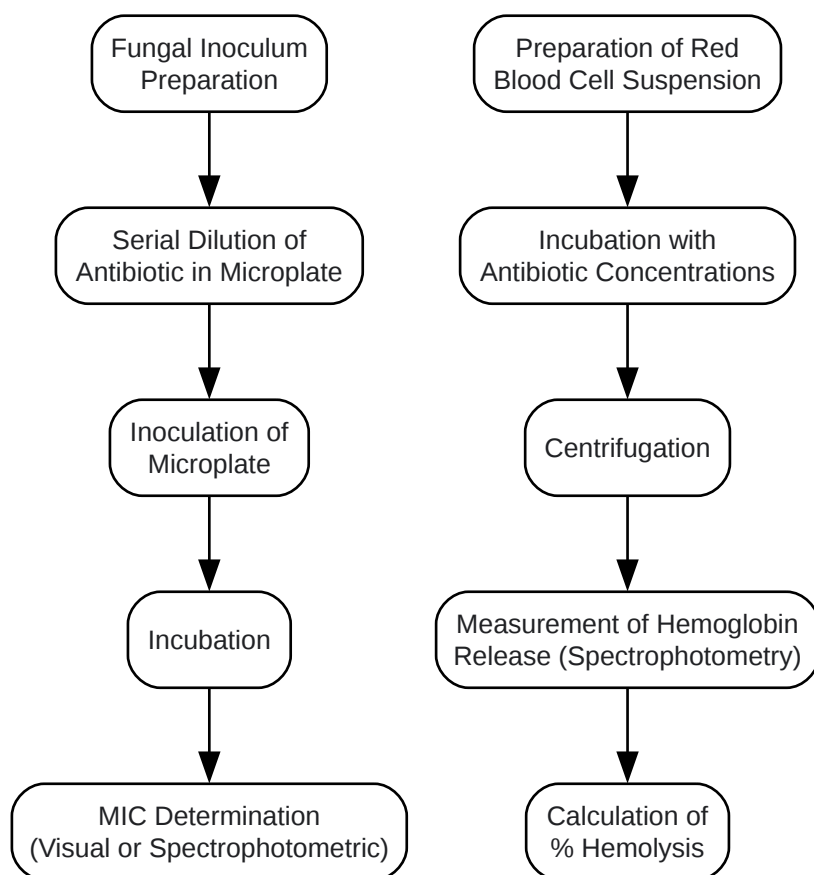 Fungal Inoculum
Preparation
Serial Dilution of
Antibiotic in Microplate
Inoculation of
Microplate
Incubation
MIC Determination
(Visual or Spectrophotometric)
Preparation of Red
Blood Cell Suspension
Incubation with
Antibiotic Concentrations
Centrifugation
Measurement of Hemoglobin
Release (Spectrophotometry)
Calculation of
% Hemolysis